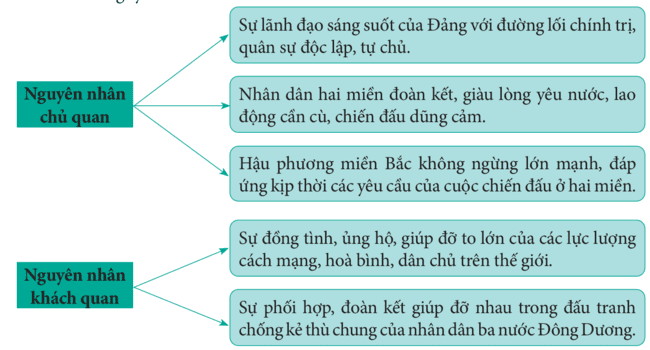 Nguyên nhân
chủ quan
Sự lãnh đạo sáng suốt của Đảng với đường lối chính trị,
quân sự độc lập, tự chủ.
Nhân dân hai miền đoàn kết, giàu lòng yêu nước, lao
động cần cù, chiến đấu dũng cảm.
Hậu phương miền Bắc không ngừng lớn mạnh, đáp
ứng kịp thời các yêu cầu của cuộc chiến đấu ở hai miền.
Nguyên nhân
khách quan
Sự đồng tình, ủng hộ, giúp đỡ to lớn của các lực lượng
cách mạng, hoà bình, dân chủ trên thế giới.
Sự phối hợp, đoàn kết giúp đỡ nhau trong đấu tranh
chống kẻ thù chung của nhân dân ba nước Đông Dương.